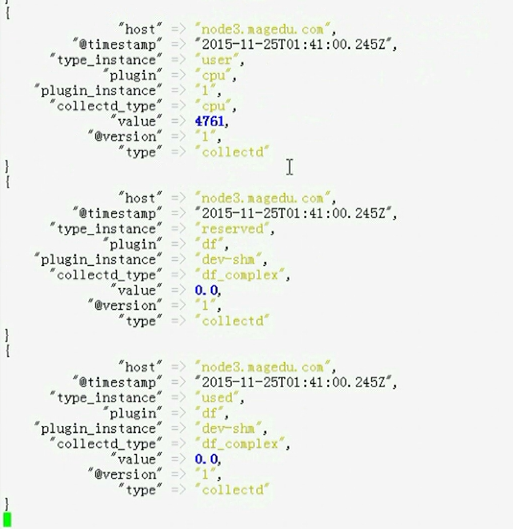 }
{
"host" => "node3.magedu.com",
"@timestamp" => "2015-11-25T01:41:00.245Z",
"type_instance" => "user",
"plugin" => "cpu",
"plugin_instance" => "1",
"collectd_type" => "cpu",
"value" => 4761,
"@version" => "1",
"type" => "collectd"
}
{
"host" => "node3.magedu.com",
"@timestamp" => "2015-11-25T01:41:00.245Z",
"type_instance" => "reserved",
"plugin" => "df",
"plugin_instance" => "dev-shm",
"collectd_type" => "df_complex",
"value" => 0.0,
"@version" => "1",
"type" => "collectd"
}
{
"host" => "node3.magedu.com",
"@timestamp" => "2015-11-25T01:41:00.245Z",
"type_instance" => "used",
"plugin" => "df",
"plugin_instance" => "dev-shm",
"collectd_type" => "df_complex",
"value" => 0.0,
"@version" => "1",
"type" => "collectd"
}